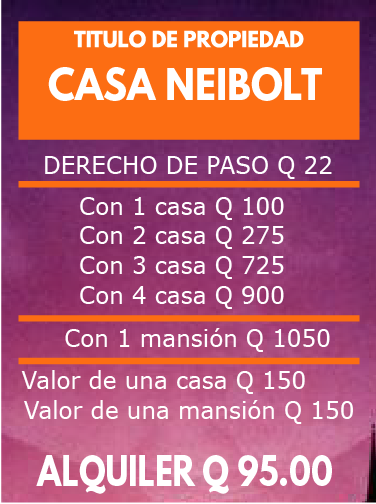 TITULO DE PROPIEDAD
CASA NEIBOLT
DERECHO DE PASO Q 22
Con 1 casa Q 100
Con 2 casa Q 275
Con 3 casa Q 725
Con 4 casa Q 900
Con 1 mansión Q 1050
Valor de una casa Q 150
Valor de una mansión Q 150
ALQUILER Q 95.00